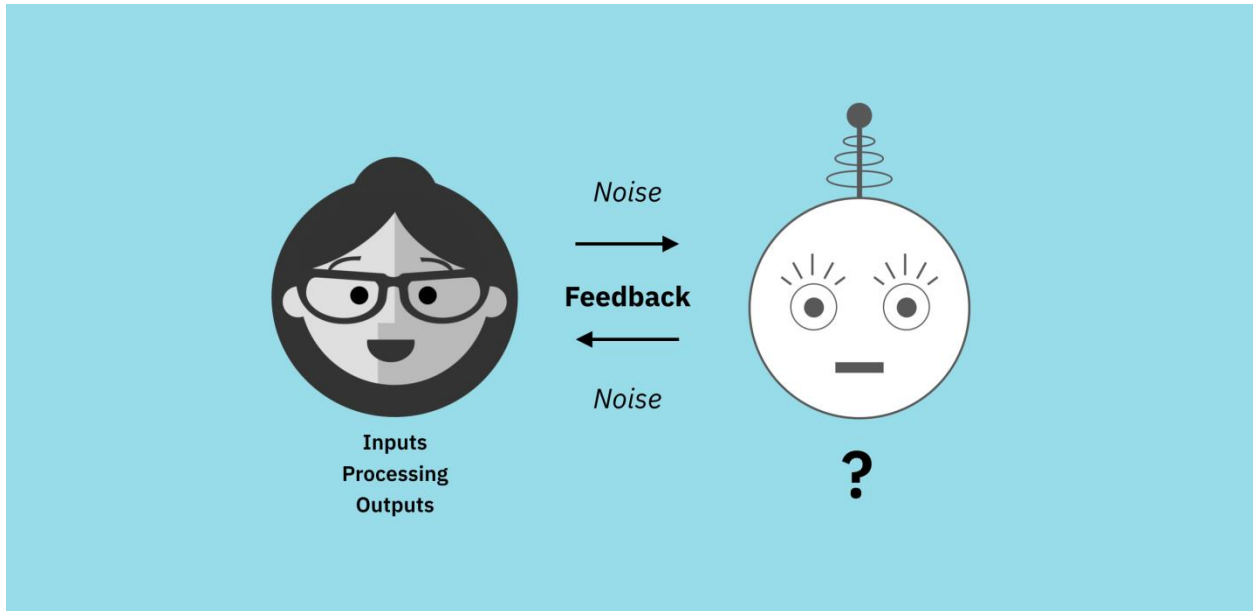 Noise
Feedback
Noise
Inputs
Processing
Outputs
?